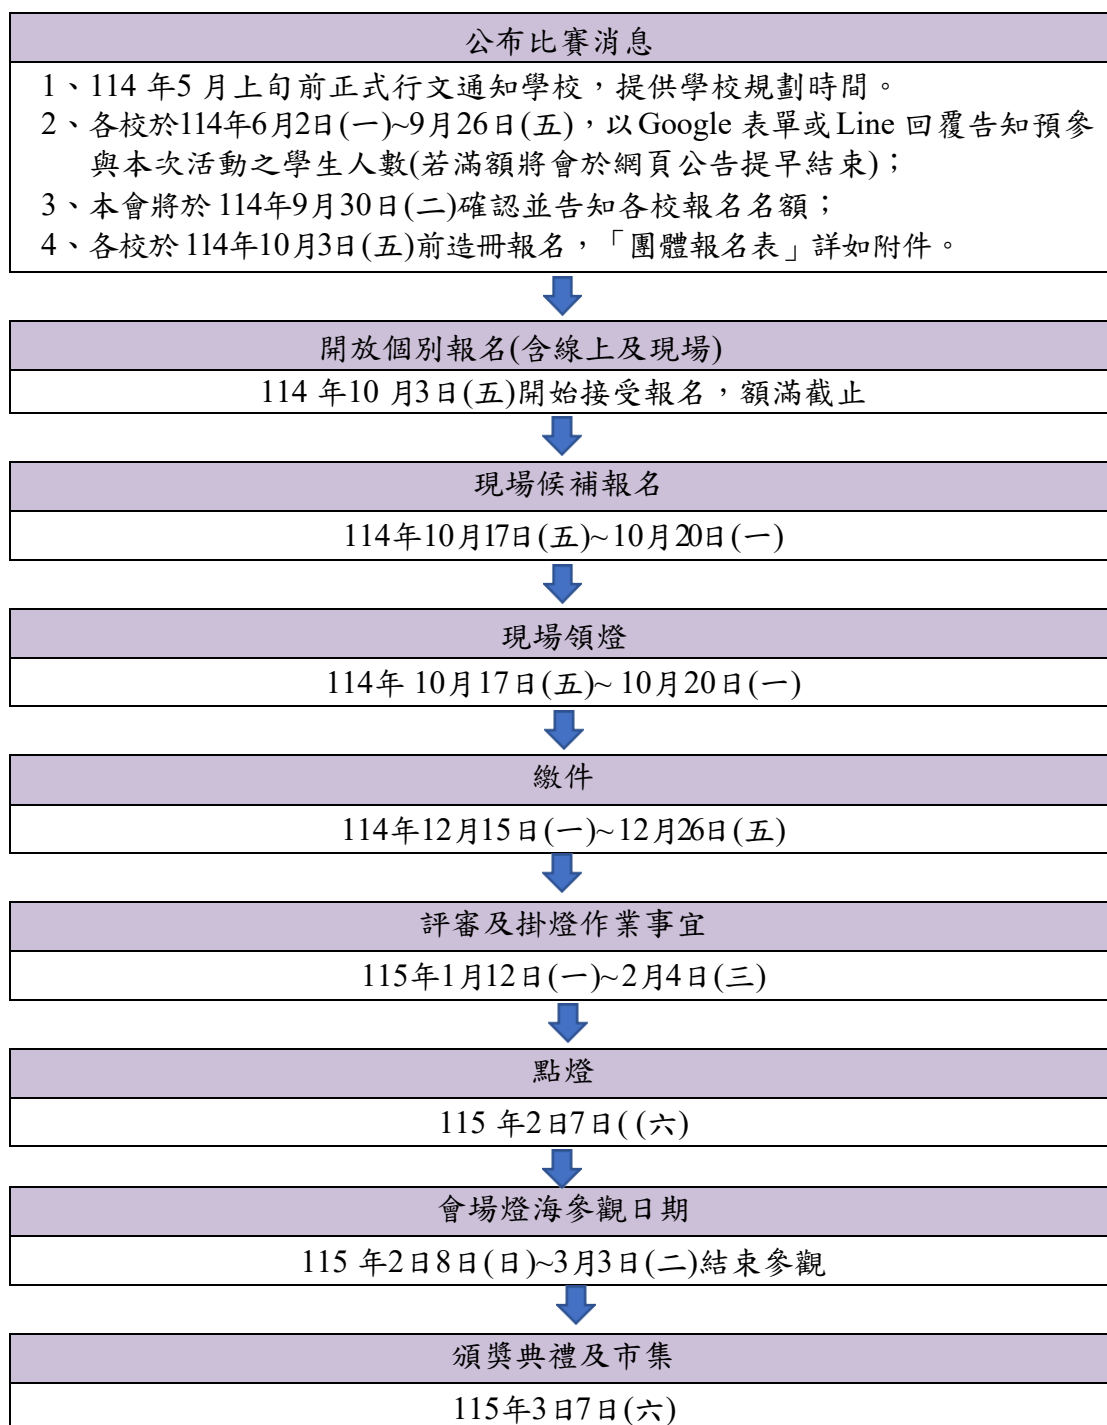 公布比賽消息
1、114 年5 月上旬前正式行文通知學校，提供學校規劃時間。
2、各校於114年6月2日(一)~9月26日(五)，以Google 表單或Line 回覆告知預參
與本次活動之學生人數(若滿額將會於網頁公告提早結束)；
3、本會將於 114年9月30日(二)確認並告知各校報名名額；
4、各校於 114年10月3日(五)前造冊報名，「團體報名表」詳如附件。
開放個別報名(含線上及現場)
114 年10 月3日(五)開始接受報名，額滿截止
現場候補報名
114年10月17日(五)~10月20日(一)
現場領燈
114年 10月17日(五)~ 10月20日(一)
繳件
114年12月15日(一)~12月26日(五)
評審及掛燈作業事宜
115年1月12日(一)~2月4日(三)
點燈
115 年2日7日( (六)
會場燈海參觀日期
115 年2日8日(日)~3月3日(二)結束參觀
頒獎典禮及市集
115年3日7日(六)